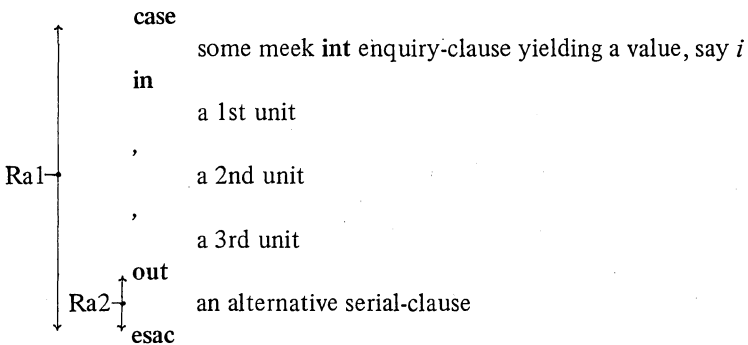 case
some meek int enquiry-clause yielding a value, say i
in
a 1st unit
,
Ra1 a 2nd unit
,
a 3rd unit
out
Ra2 an alternative serial-clause
esac